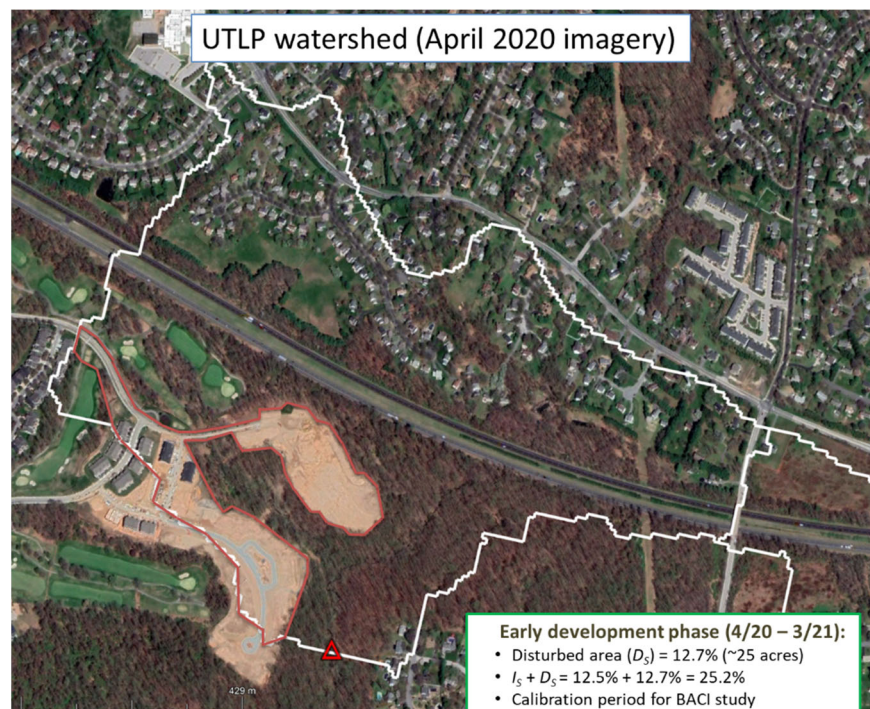 UTLP watershed (April 2020 imagery)
429 m
Early development phase (4/20 – 3/21):
• Disturbed area (Dₛ) = 12.7% (~25 acres)
• Iₛ + Dₛ = 12.5% + 12.7% = 25.2%
• Calibration period for BACI study